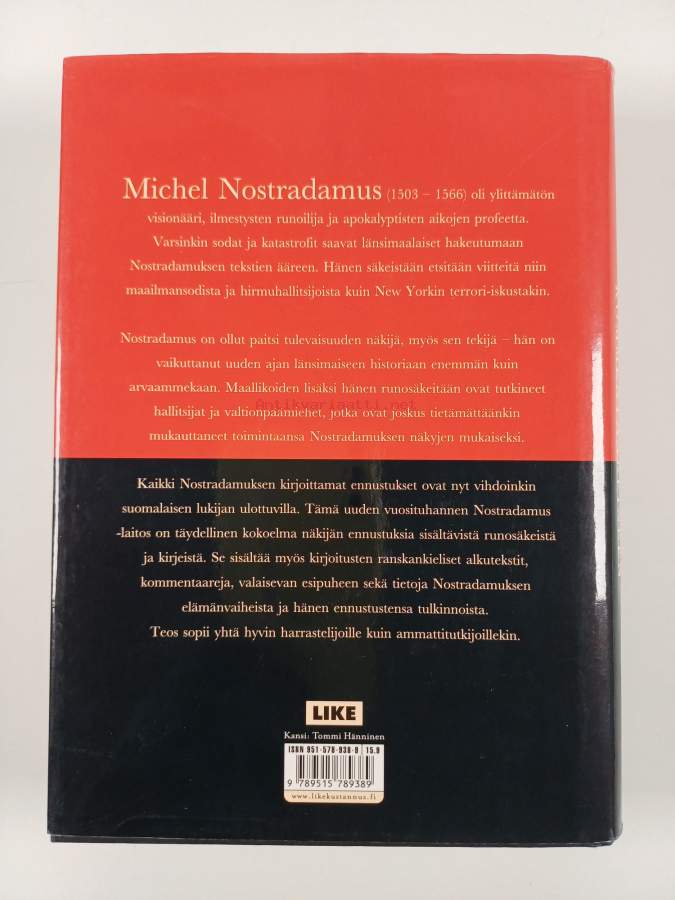 Michel Nostradamus (1503 – 1566) oli ylittämätön
visionääri, ilmestysten runoilija ja apokalyptisten aikojen profeetta.
Varsinkin sodat ja katastrofit saavat länsimaalaiset hakeutumaan
Nostradamuksen tekstien ääreen. Hänen säkeistään etsitään viitteitä niin
maailmansodista ja hirmuhallitsijoista kuin New Yorkin terrori-iskustakin.
Nostradamus on ollut paitsi tulevaisuuden näkijä, myös sen tekijä – hän on
vaikuttanut uuden ajan länsimaiseen historiaan enemmän kuin
arvaammekaan. Maallikoiden lisäksi hänen runosäkeitään ovat tutkineet
Antikvariaatti.net
hallitsijat ja valtionpäämiehet, jotka ovat joskus tietämättäänkin
mukauttaneet toimintaansa Nostradamuksen näkyjen mukaiseksi.
Kaikki Nostradamuksen kirjoittamat ennustukset ovat nyt vihdoinkin
suomalaisen lukijan ulottuvilla. Tämä uuden vuosituhannen Nostradamus
-laitos on täydellinen kokoelma näkijän ennustuksia sisältävistä runosäkeistä
ja kirjeistä. Se sisältää myös kirjoitusten ranskankieliset alkutekstit,
kommentaareja, valaisevan esipuheen sekä tietoja Nostradamuksen
elämänvaiheista ja hänen ennustustensa tulkinnoista.
Teos sopii yhtä hyvin harrastelijoille kuin ammattitutkijoillekin.
LIKE
Kansi: Tommi Hänninen
ISBN 951-578-938-9 15.9
9 789515 789389
www.likekustannus.fi